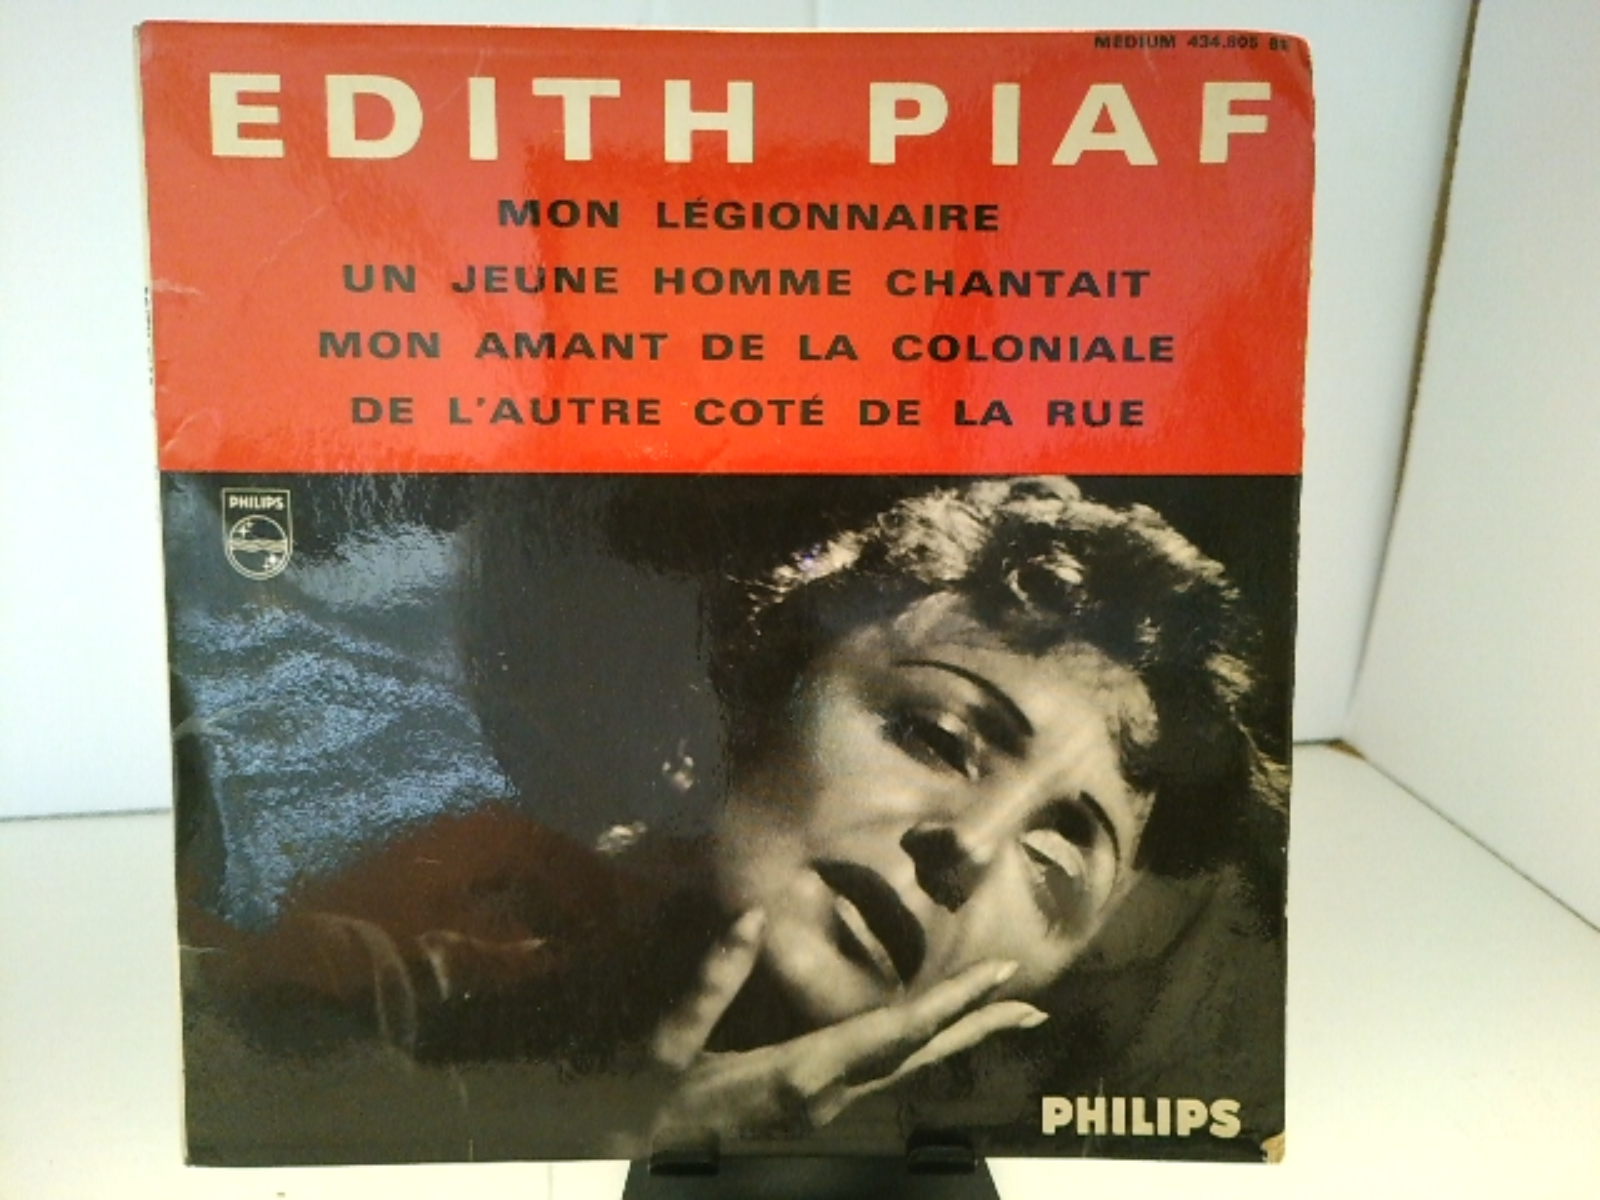 MEDIUM 434.805 BE
EDITH PIAF
MON LÉGIONNAIRE
UN JEUNE HOMME CHANTAIT
MON AMANT DE LA COLONIALE
DE L'AUTRE COTÉ DE LA RUE
PHILIPS
PHILIPS